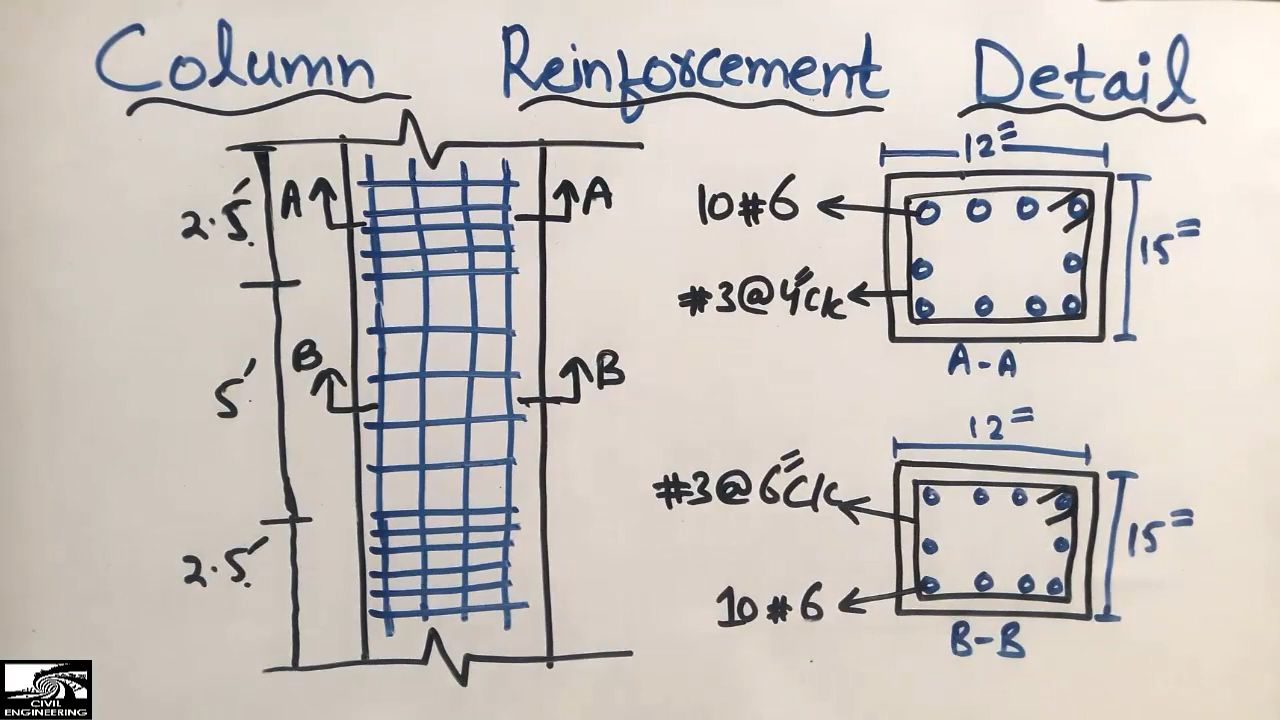 Column Reinforcement Detail
2.5'
A A
5'
B B
2.5'
12"
10#6
#3@4"c/c
15"
A-A
12"
#3@6"c/c
15"
10#6
B-B
CIVIL
ENGINEERING